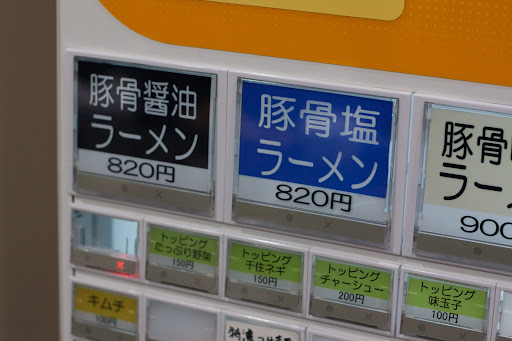 豚骨醤油
ラーメン
820円
豚骨塩
ラーメン
820円
豚骨
ラー
900
トッピング
たっぷり野菜
150円
トッピング
千住ネギ
150円
トッピング
チャーシュー
200円
トッピング
味玉子
100円
キムチ
100円